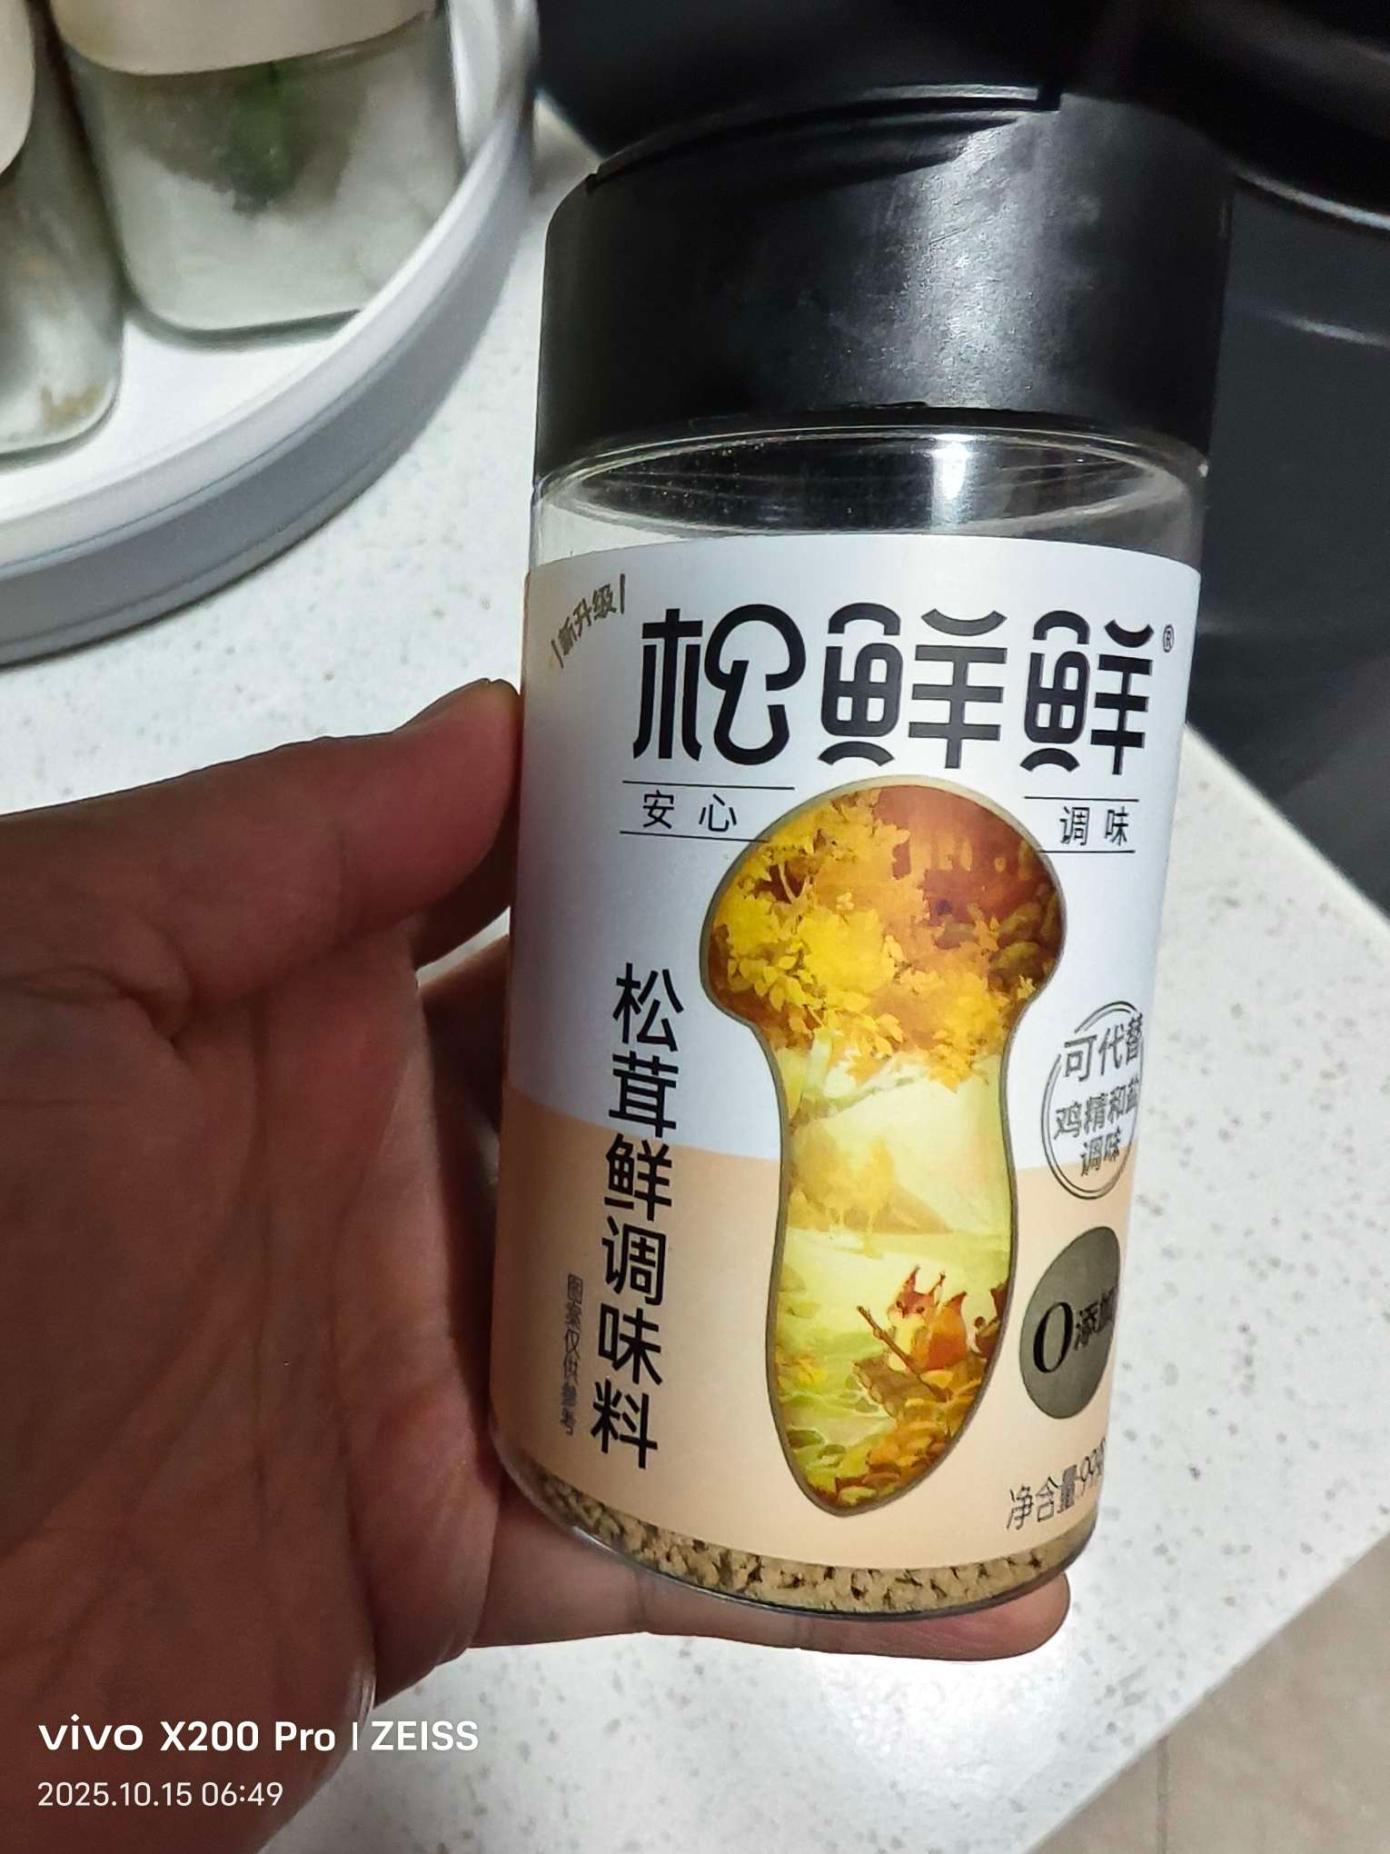 新升级
松鲜鲜®
安心 调味
松茸鲜调味料
图案仅供参考
可代替
鸡精和盐
调味
0添加
净含量:99g
vivo X200 Pro | ZEISS
2025.10.15 06:49